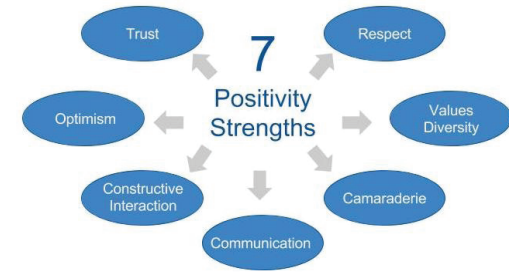 7
Positivity
Strengths
Trust
Respect
Optimism
Values
Diversity
Constructive
Interaction
Camaraderie
Communication